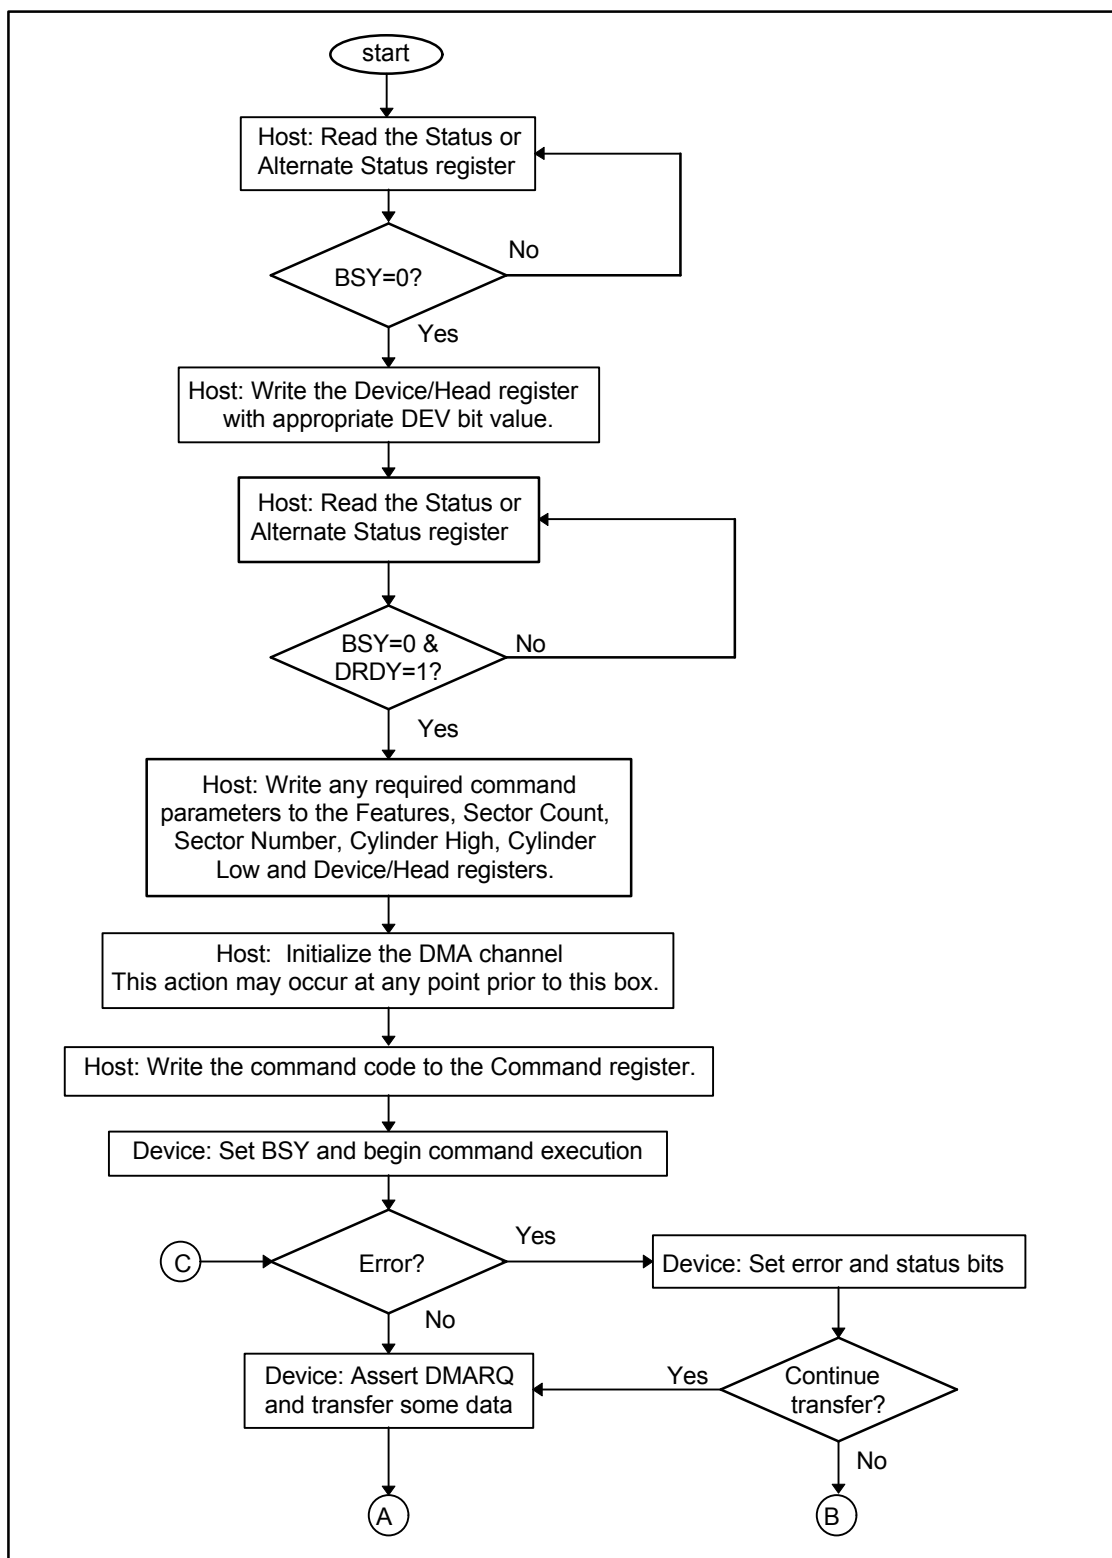 start
Host: Read the Status or
Alternate Status register
No
BSY=0?
Yes
Host: Write the Device/Head register
with appropriate DEV bit value.
Host: Read the Status or
Alternate Status register
BSY=0 &
DRDY=1?
No
Yes
Host: Write any required command
parameters to the Features, Sector Count,
Sector Number, Cylinder High, Cylinder
Low and Device/Head registers.
Host: Initialize the DMA channel
This action may occur at any point prior to this box.
Host: Write the command code to the Command register.
Device: Set BSY and begin command execution
Yes
C
Error?
Device: Set error and status bits
No
Device: Assert DMARQ
and transfer some data
Yes
Continue
transfer?
No
A
B